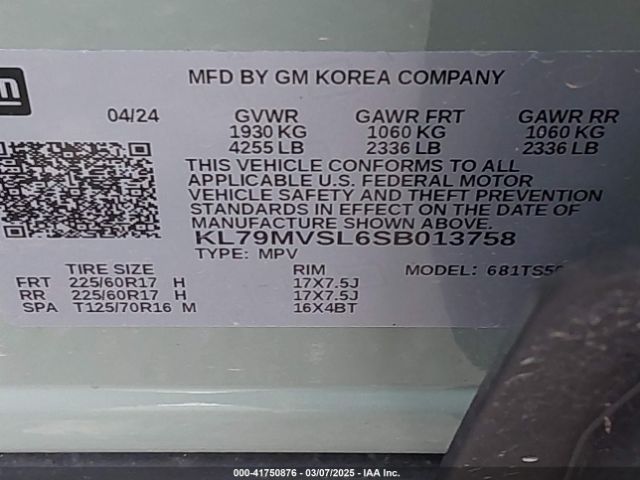 MFD BY GM KOREA COMPANY
04/24 GVWR GAWR FRT GAWR RR
1930 KG 1060 KG 1060 KG
4255 LB 2336 LB 2336 LB
THIS VEHICLE CONFORMS TO ALL
APPLICABLE U.S. FEDERAL MOTOR
VEHICLE SAFETY AND THEFT PREVENTION
STANDARDS IN EFFECT ON THE DATE OF
MANUFACTURE SHOWN ABOVE.
KL79MVSL6SB013758
TYPE: MPV
TIRE SIZE RIM MODEL:
FRT 225/60R17 H 17X7.5J
RR 225/60R17 H 17X7.5J
SPA T125/70R16 M 16X4BT
000-41750876 - 03/07/2025 - IAA Inc.